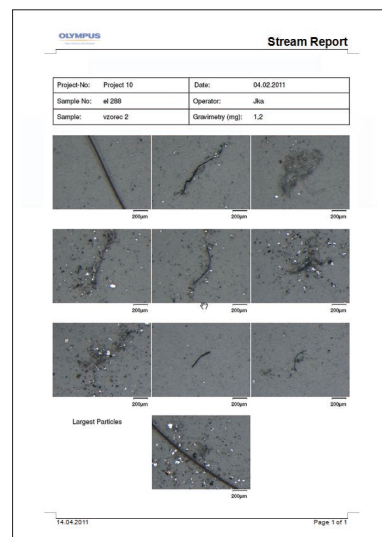 OLYMPUS
Stream Report
Project-No: Project 10 Date: 04.02.2011
Sample-No: el 288 Operator: Jka
Sample: vzorec 2 Gravimetry (mg): 1,2
200µm 200µm 200µm
200µm 200µm 200µm
200µm 200µm 200µm
Largest Particles
200µm
14.04.2011 Page 1 of 1